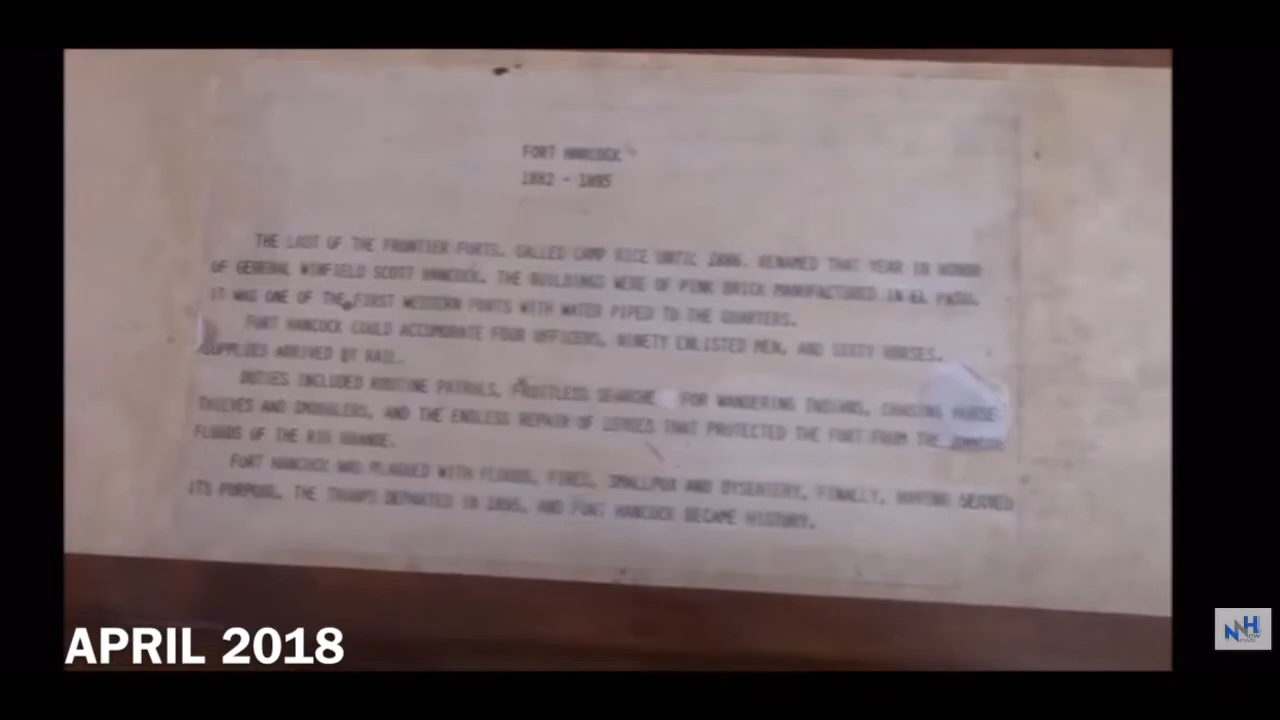 FORT HANCOCK
1882 - 1895
THE LAST OF THE FRONTIER FORTS. CALLED CAMP RICE UNTIL 1886. RENAMED THAT YEAR IN HONOR
OF GENERAL WINFIELD SCOTT HANCOCK. THE BUILDINGS WERE OF PINK BRICK MANUFACTURED IN EL PASO.
IT WAS ONE OF THE FIRST WESTERN FORTS WITH WATER PIPED TO THE QUARTERS.
FORT HANCOCK COULD ACCOMODATE FOUR OFFICERS, NINETY ENLISTED MEN, AND SIXTY HORSES.
SUPPLIES ARRIVED BY RAIL.
DUTIES INCLUDED ROUTINE PATROLS, FRUITLESS SEARCHE FOR WANDERING INDIANS, CHASING HORSE
THIEVES AND SMUGGLERS, AND THE ENDLESS REPAIR OF LEVEES THAT PROTECTED THE FORT FROM THE
FLOODS OF THE RIO GRANDE.
FORT HANCOCK WAS PLAGUED WITH FLOODS, FIRES, SMALLPOX AND DYSENTERY. FINALLY, HAVING SERVED
ITS PURPOSE, THE TROOPS DEPARTED IN 1895, AND FORT HANCOCK BECAME HISTORY.
APRIL 2018
NNH